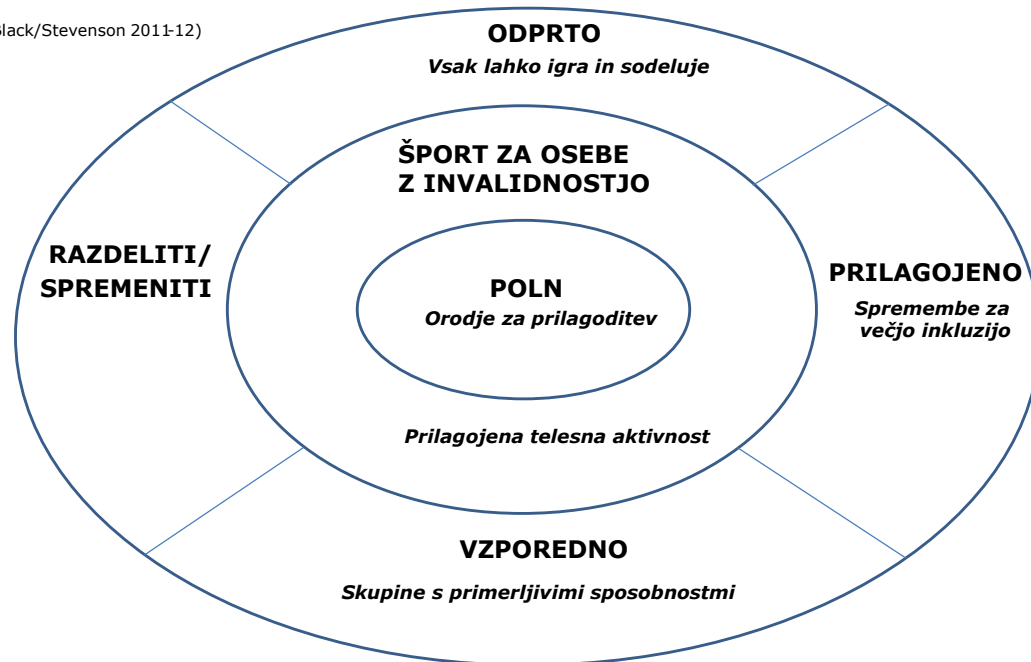 lack/Stevenson 2011-12)
ODPRTO
Vsak lahko igra in sodeluje
ŠPORT ZA OSEBE
Z INVALIDNOSTJO
RAZDELITI/
SPREMENITI
POLN
Orodje za prilagoditev
PRILAGOJENO
Spremembe za
večjo inkluzijo
Prilagojena telesna aktivnost
VZPOREDNO
Skupine s primerljivimi sposobnostmi